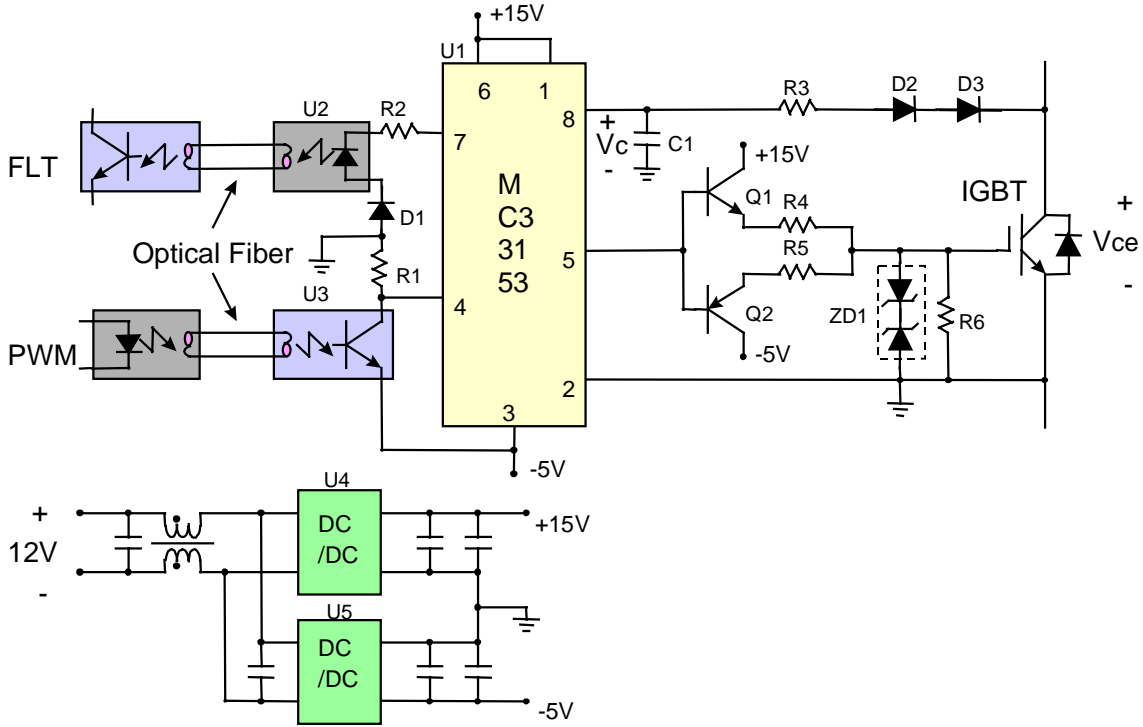 +15V
U1
6
1
U2
R2
7
8
R3
D2
D3
+
Vc
-
C1
FLT
D1
M
C3
31
53
+15V
Q1
R4
IGBT
+
Vce
-
Optical Fiber
R1
5
R5
U3
4
Q2
ZD1
R6
PWM
-5V
2
3
-5V
U4
+
12V
-
DC
/DC
+15V
U5
DC
/DC
-5V